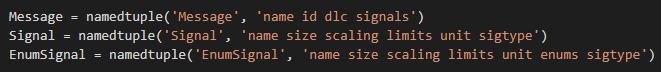 Message = namedtuple('Message', 'name id dlc signals')
Signal = namedtuple('Signal', 'name size scaling limits unit sigtype')
EnumSignal = namedtuple('EnumSignal', 'name size scaling limits unit enums sigtype')